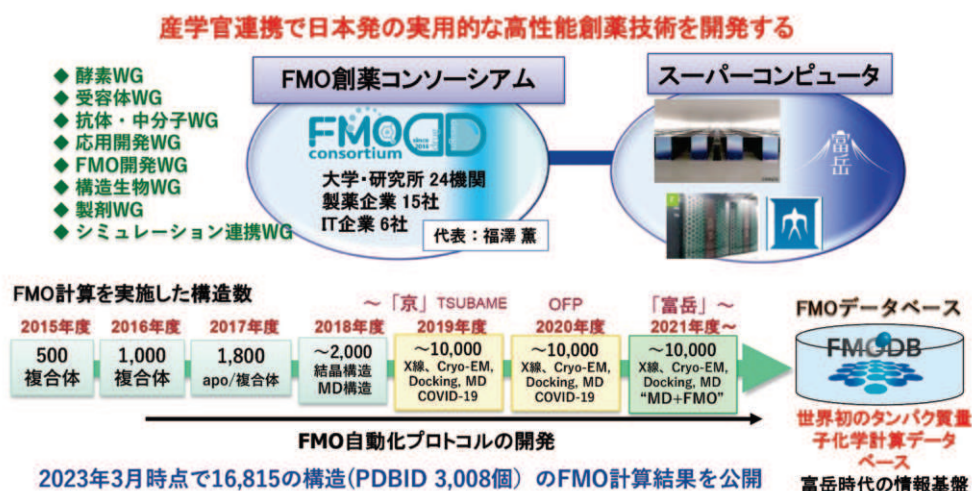 産学官連携で日本発の実用的な高性能創薬技術を開発する
◆ 酵素WG
◆ 受容体WG
◆ 抗体・中分子WG
◆ 応用開発WG
◆ FMO開発WG
◆ 構造生物WG
◆ 製剤WG
◆ シミュレーション連携WG
FMO創薬コンソーシアム
FMODD
since 2014
consortium
大学・研究所 24機関
製薬企業 15社
IT企業 6社
代表：福澤 薫
スーパーコンピュータ
富岳
FMO計算を実施した構造数
～「京」 TSUBAME
OFP
「富岳」～
2015年度
2016年度
2017年度
2018年度
2019年度
2020年度
2021年度～
500
複合体
1,000
複合体
1,800
apo/複合体
～2,000
結晶構造
MD構造
～10,000
X線、Cryo-EM,
Docking, MD
COVID-19
～10,000
X線、Cryo-EM,
Docking, MD
COVID-19
～10,000
X線、Cryo-EM,
Docking, MD
“MD+FMO”
FMO自動化プロトコルの開発
FMOデータベース
FMODB
世界初のタンパク質量
子化学計算データ
ベース
富岳時代の情報基盤
2023年3月時点で16,815の構造(PDBID 3,008個）のFMO計算結果を公開